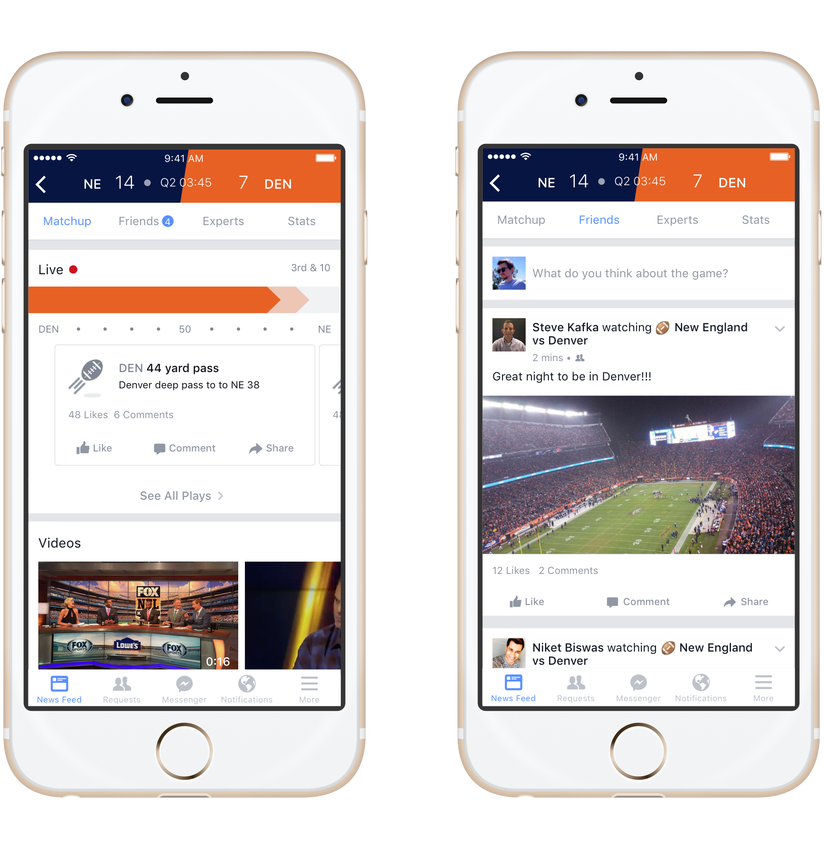 9:41 AM
NE 14 • Q2 03:45 7 DEN
Matchup Friends 4 Experts Stats
Live 3rd & 10
DEN 50 NE
DEN 44 yard pass
Denver deep pass to to NE 38
48 Likes 6 Comments 48
Like Comment Share
See All Plays
Videos
FOX
NFL
FOX
LOWE'S
FOX
0:16
News Feed Requests Messenger Notifications More
9:41 AM
NE 14 • Q2 03:45 7 DEN
Matchup Friends Experts Stats
What do you think about the game?
Steve Kafka watching 🏈 New England
vs Denver
2 mins •
Great night to be in Denver!!!
12 Likes 2 Comments
Like Comment Share
Niket Biswas watching 🏈 New England
vs Denver
News Feed Requests Messenger Notifications More